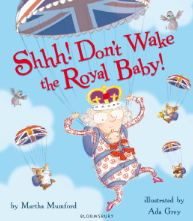 Shhh! Don't Wake
the Royal Baby!
by Martha Mumford
illustrated by
Ada Grey
BLOOMSBURY